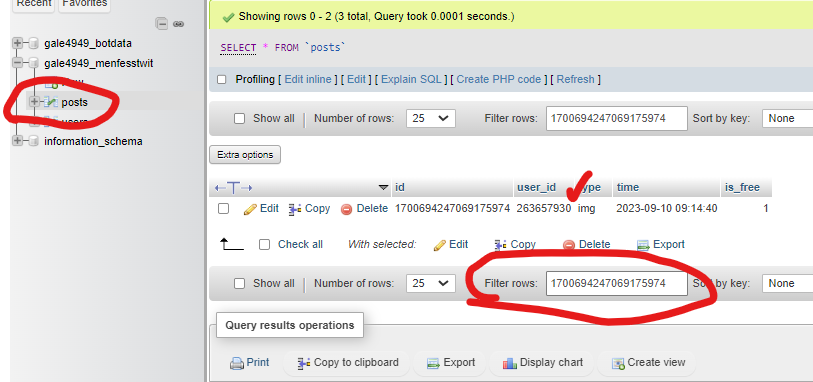 Recent Favorites
gale4949_botdata
gale4949_menfesstwit
New
posts
users
information_schema
Showing rows 0 - 2 (3 total, Query took 0.0001 seconds.)
SELECT * FROM `posts`
Profiling [ Edit inline ] [ Edit ] [ Explain SQL ] [ Create PHP code ] [ Refresh ]
Show all | Number of rows: 25 Filter rows: 1700694247069175974 Sort by key: None
Extra options
←T→ id user_id type time is_free
Edit Copy Delete 1700694247069175974 263657930 img 2023-09-10 09:14:40 1
Check all With selected: Edit Copy Delete Export
Show all | Number of rows: 25 Filter rows: 1700694247069175974 Sort by key: None
Query results operations
Print Copy to clipboard Export Display chart Create view